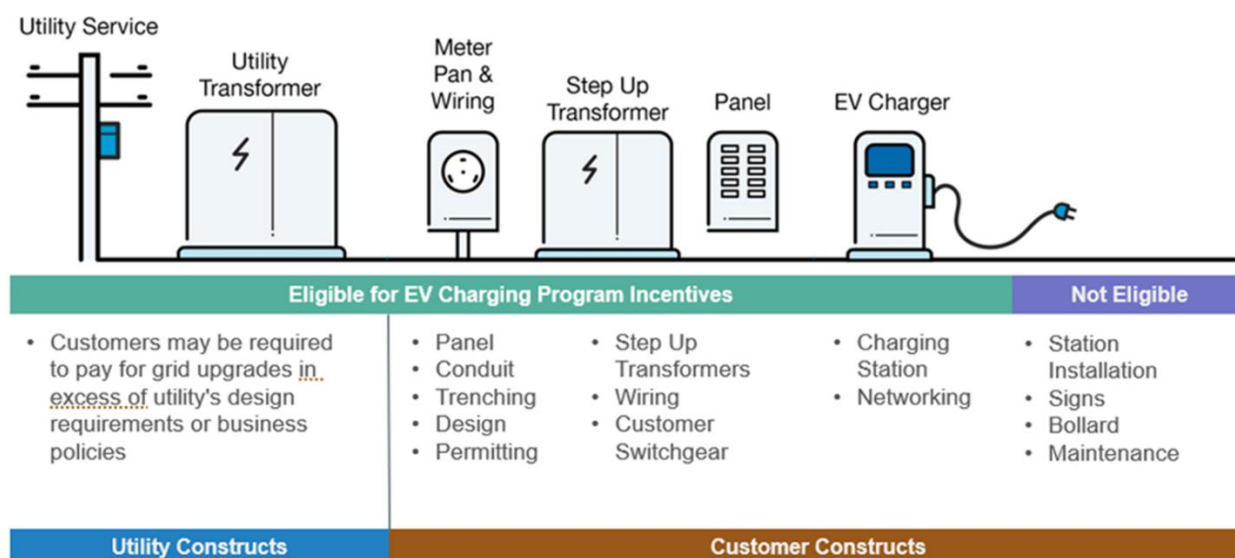 Utility Service
Utility
Transformer
Meter
Pan &
Wiring
Step Up
Transformer
Panel
EV Charger
Eligible for EV Charging Program Incentives
Not Eligible
• Customers may be required
to pay for grid upgrades in
excess of utility's design
requirements or business
policies
• Panel
• Conduit
• Trenching
• Design
• Permitting
• Step Up
Transformers
• Wiring
• Customer
Switchgear
• Charging
Station
• Networking
• Station
Installation
• Signs
• Bollard
• Maintenance
Utility Constructs
Customer Constructs